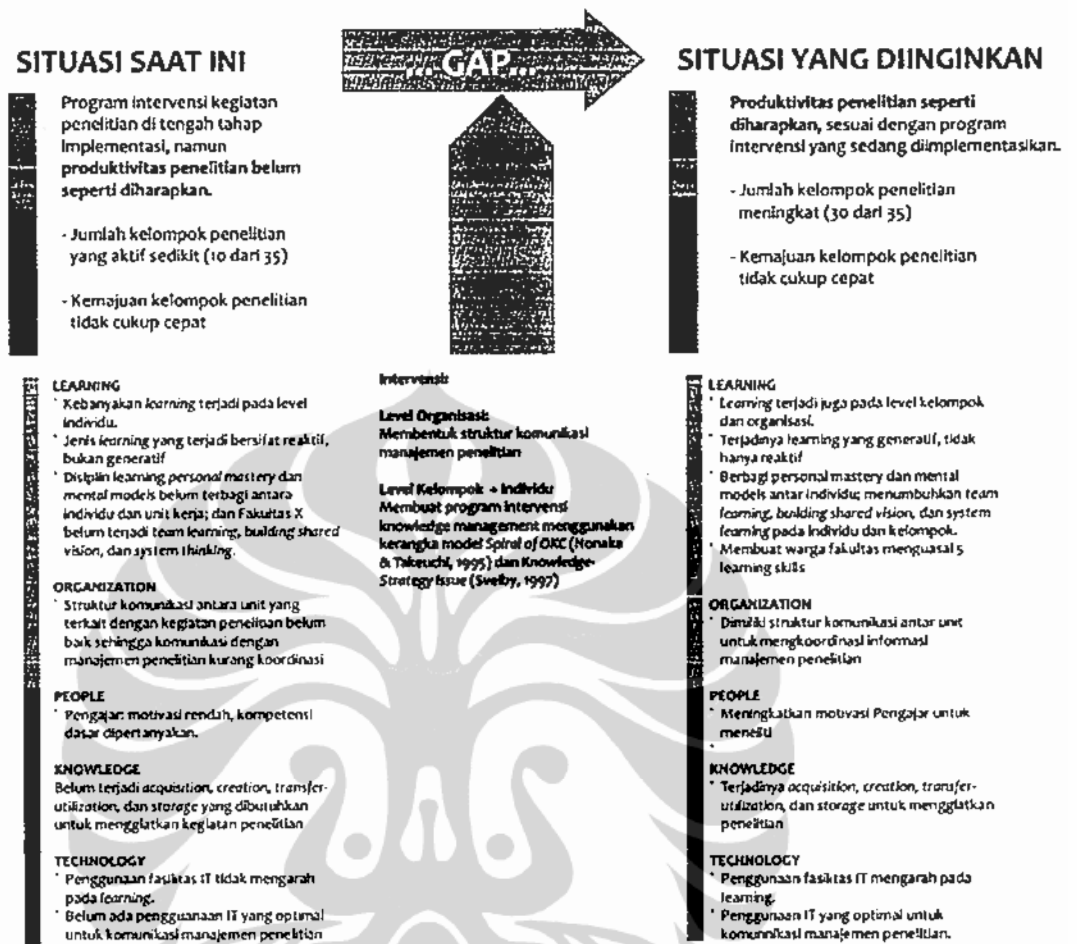 SITUASI SAAT INI
Program intervensi kegiatan
penelitian di tengah tahap
implementasi, namun
produktivitas penelitian belum
seperti diharapkan.
- Jumlah kelompok penelitian
yang aktif sedikit (10 dari 35)
- Kemajuan kelompok penelitian
tidak cukup cepat
... GAP...
SITUASI YANG DIINGINKAN
Produktivitas penelitian seperti
diharapkan, sesuai dengan program
intervensi yang sedang diimplementasikan.
- Jumlah kelompok penelitian
meningkat (30 dari 35)
- Kemajuan kelompok penelitian
tidak cukup cepat
LEARNING
* Kebanyakan learning terjadi pada level
individu.
* Jenis learning yang terjadi bersifat reaktif,
bukan generatif
* Disiplin learning personal mastery dan
mental models belum terbagi antara
individu dan unit kerja; dan Fakultas X
belum terjadi team learning, building shared
vision, dan system thinking.
ORGANIZATION
* Struktur komunikasi antara unit yang
terkait dengan kegiatan penelitian belum
baik sehingga komunikasi dengan
manajemen penelitian kurang koordinasi
PEOPLE
* Pengajar: motivasi rendah, kompetensi
dasar dipertanyakan.
KNOWLEDGE
Belum terjadi acquisition, creation, transfer-
utilization, dan storage yang dibutuhkan
untuk menggiatkan kegiatan penelitian
TECHNOLOGY
* Penggunaan fasiltas IT tidak mengarah
pada learning.
* Belum ada penggunaan IT yang optimal
untuk komunikasi manajemen penelitian
Intervensi:
Level Organisasi:
Membentuk struktur komunikasi
manajemen penelitian
Level Kelompok + Individu
Membuat program intervensi
knowledge management menggunakan
kerangka model Spiral of OKC (Nonaka
& Takeuchi, 1995) dan Knowledge-
Strategy Issue (Sveiby, 1997)
LEARNING
* Learning terjadi juga pada level kelompok
dan organisasi.
* Terjadinya learning yang generatif, tidak
hanya reaktif
* Berbagi personal mastery dan mental
models antar individu; menumbuhkan team
learning, building shared vision, dan system
learning pada individu dan kelompok.
* Membuat warga fakultas menguasai 5
learning skills
ORGANIZATION
* Dimiliki struktur komunikasi antar unit
untuk mengkoordinasi informasi
manajemen penelitian
PEOPLE
* Meningkatkan motivasi Pengajar untuk
meneliti
*
KNOWLEDGE
* Terjadinya acquisition, creation, transfer-
utilization, dan storage untuk menggiatkan
penelitian
TECHNOLOGY
* Penggunaan fasiltas IT mengarah pada
learning.
* Penggunaan IT yang optimal untuk
komunnikasi manajemen penelitian.